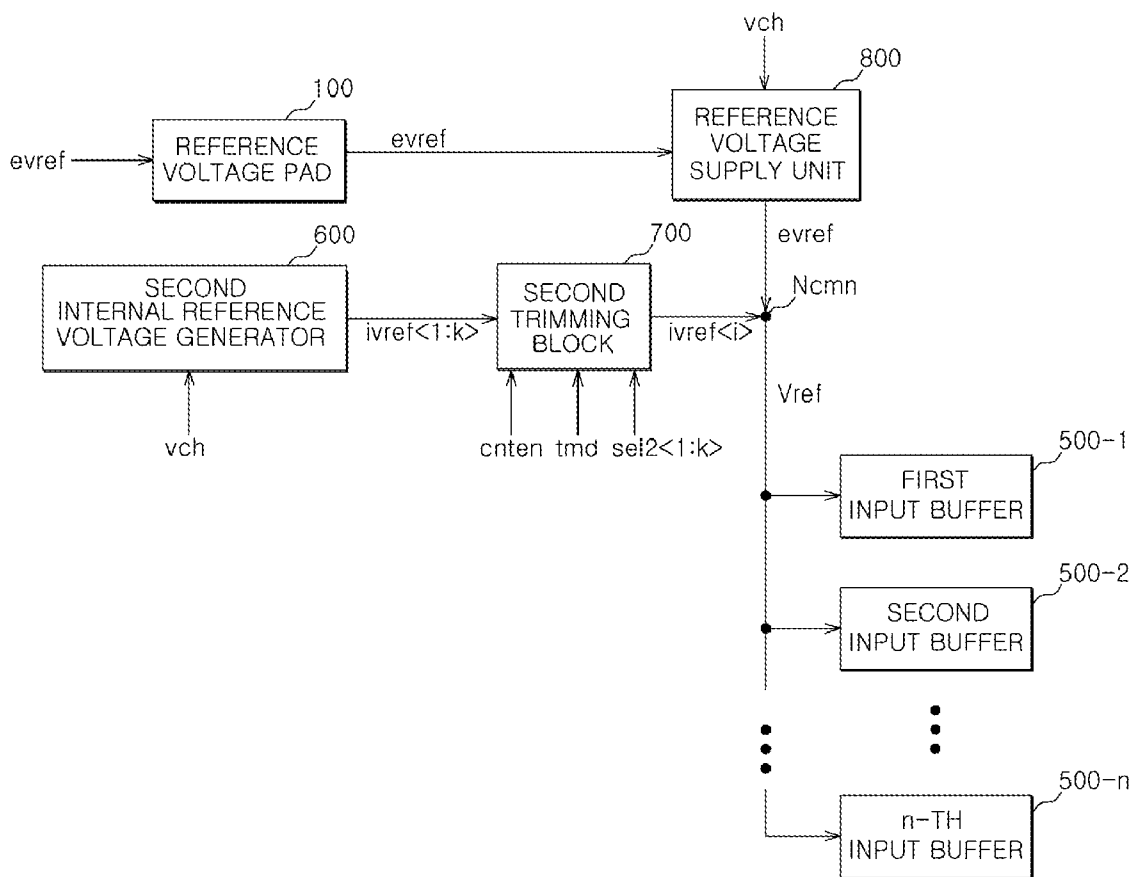 vch
800
100
REFERENCE
VOLTAGE PAD
evref
evref
REFERENCE
VOLTAGE
SUPPLY UNIT
evref
600
700
Ncmn
SECOND
INTERNAL REFERENCE
VOLTAGE GENERATOR
ivref<1:k>
SECOND
TRIMMING
BLOCK
ivref<i>
Vref
vch
cnten tmd sel2<1:k>
500-1
FIRST
INPUT BUFFER
500-2
SECOND
INPUT BUFFER
500-n
n-TH
INPUT BUFFER